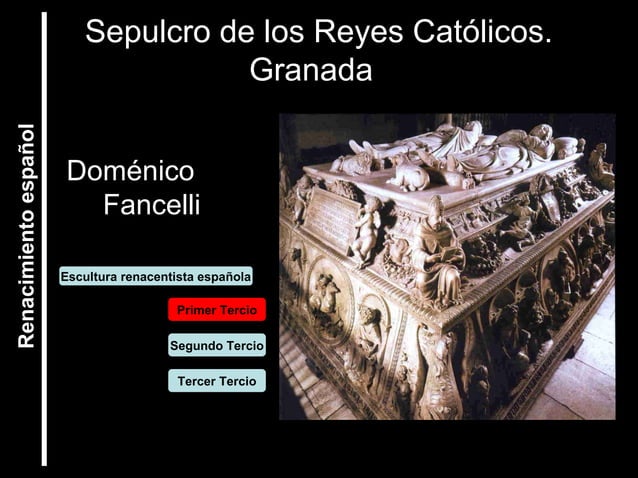 Sepulcro de los Reyes Católicos.
Granada
Renacimiento español
Doménico
Fancelli
Escultura renacentista española
Primer Tercio
Segundo Tercio
Tercer Tercio